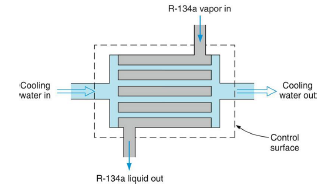 R-134a vapor in
Cooling
water in
Cooling
water out
Control
surface
R-134a liquid out